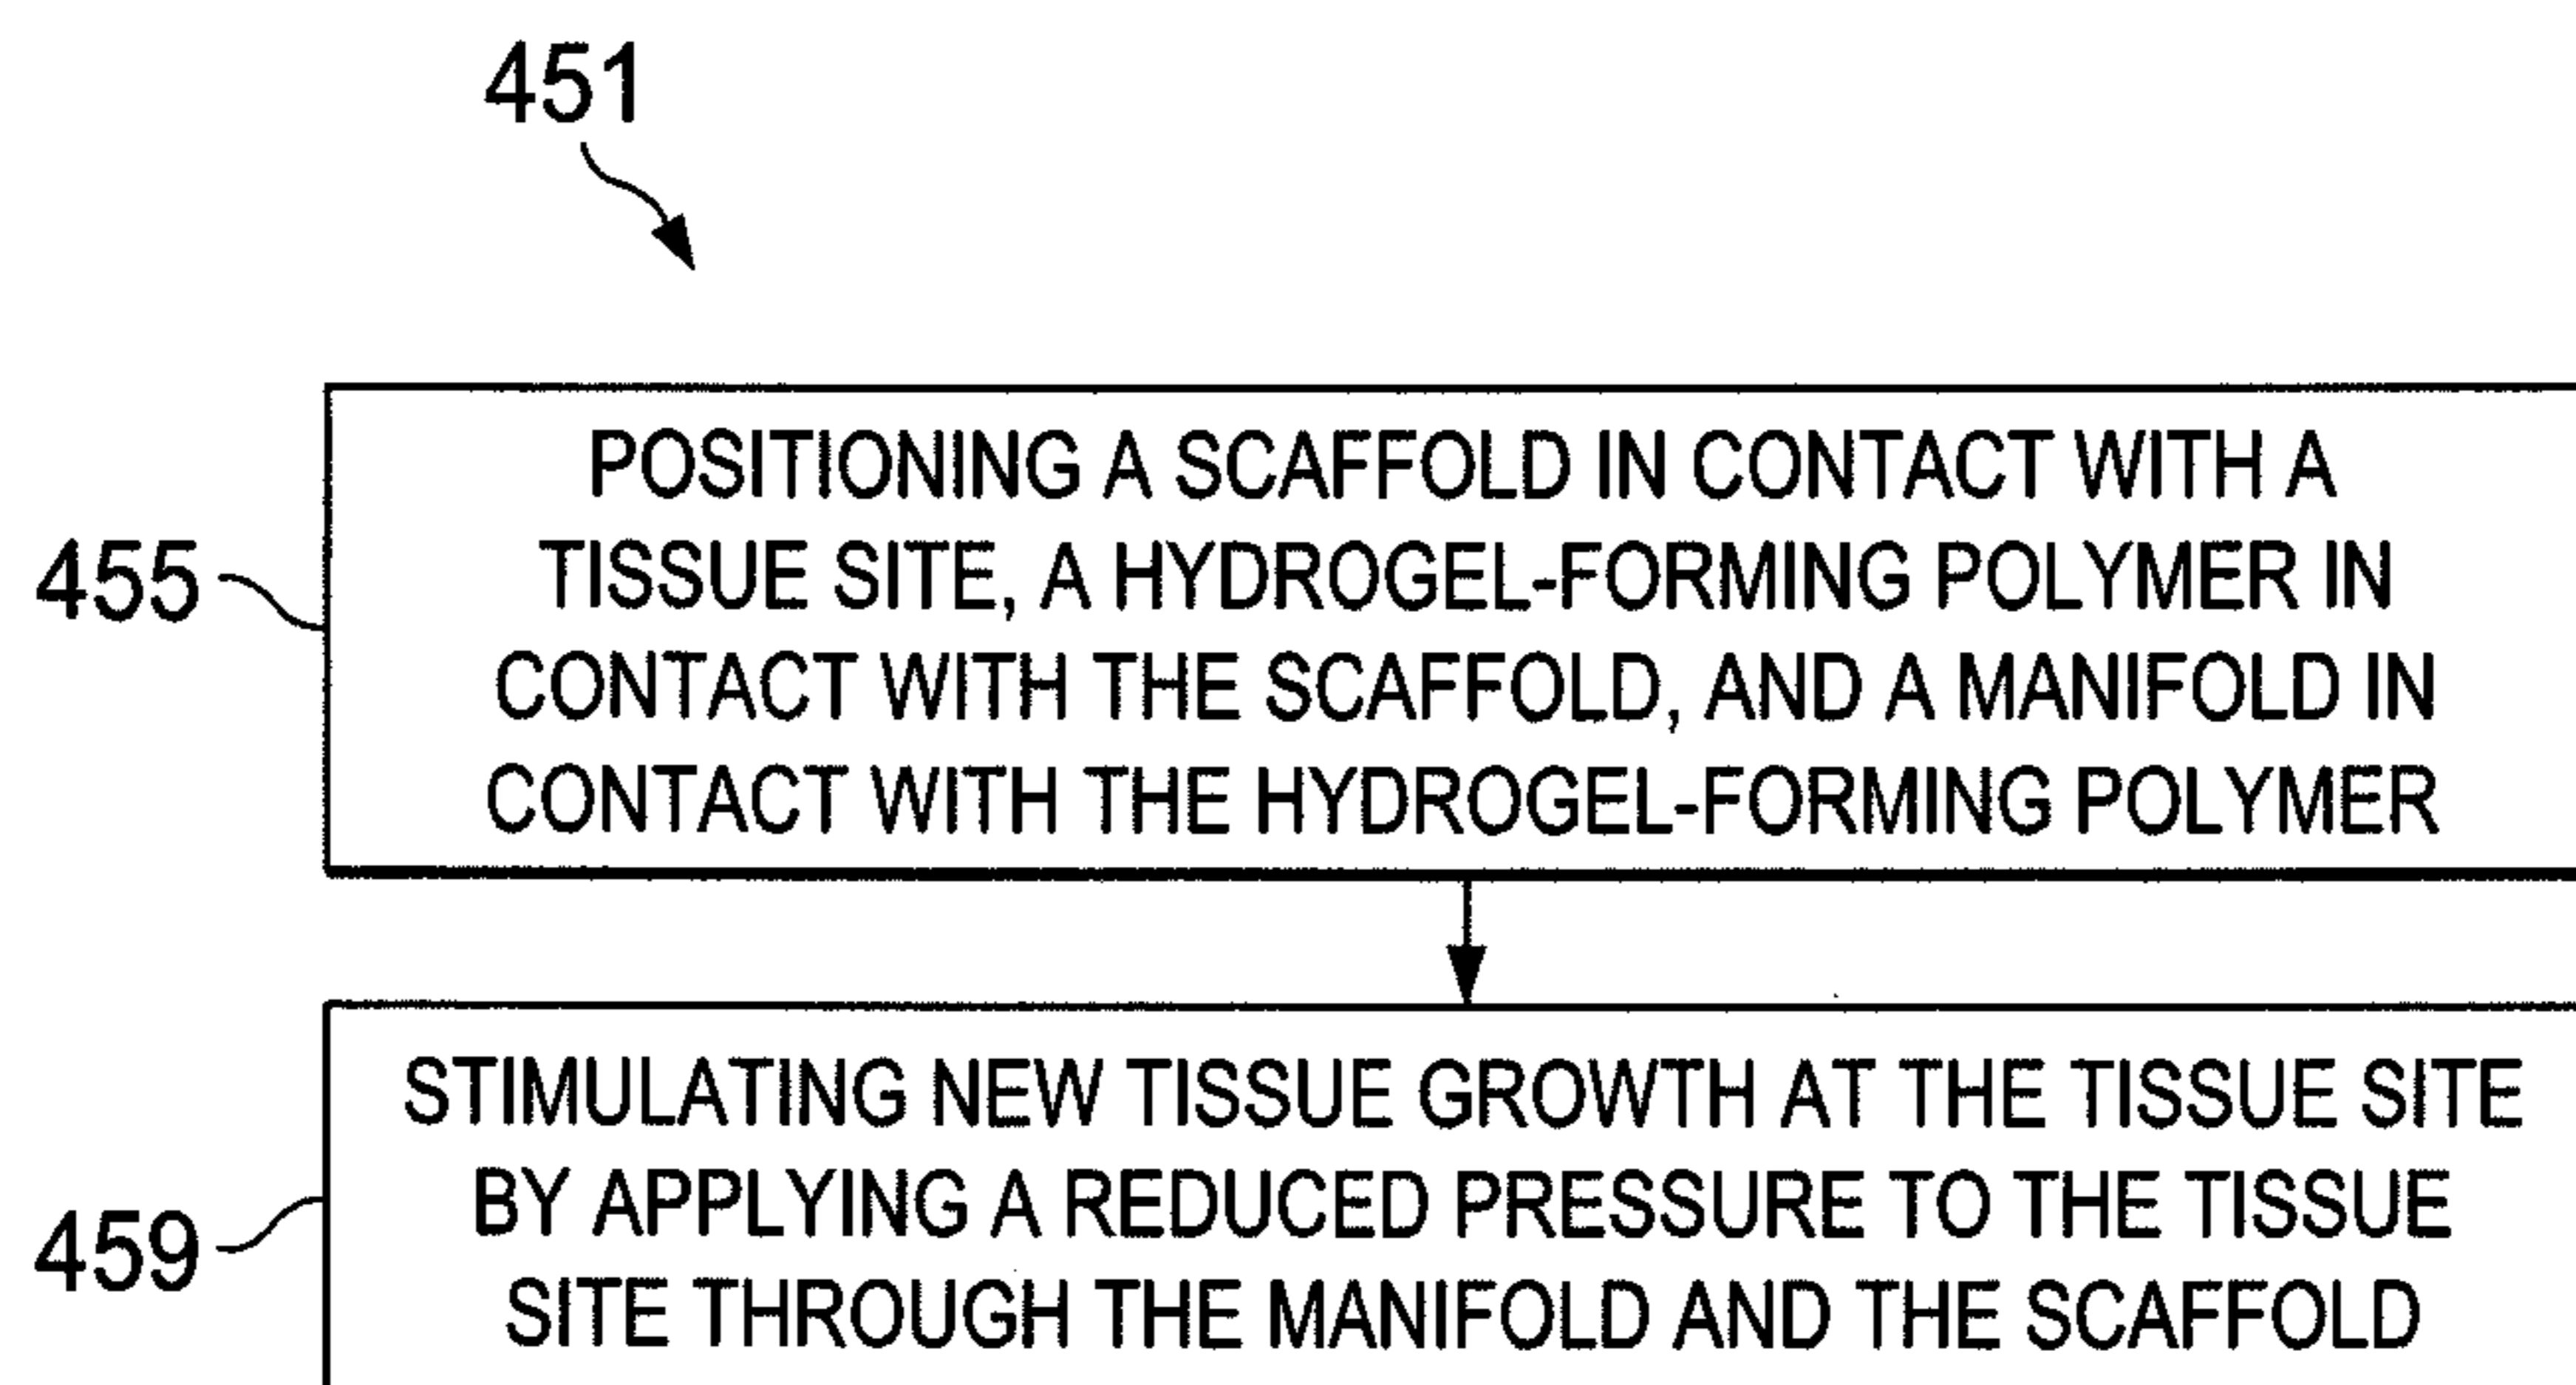 451
455
POSITIONING A SCAFFOLD IN CONTACT WITH A
TISSUE SITE, A HYDROGEL-FORMING POLYMER IN
CONTACT WITH THE SCAFFOLD, AND A MANIFOLD IN
CONTACT WITH THE HYDROGEL-FORMING POLYMER
459
STIMULATING NEW TISSUE GROWTH AT THE TISSUE SITE
BY APPLYING A REDUCED PRESSURE TO THE TISSUE
SITE THROUGH THE MANIFOLD AND THE SCAFFOLD